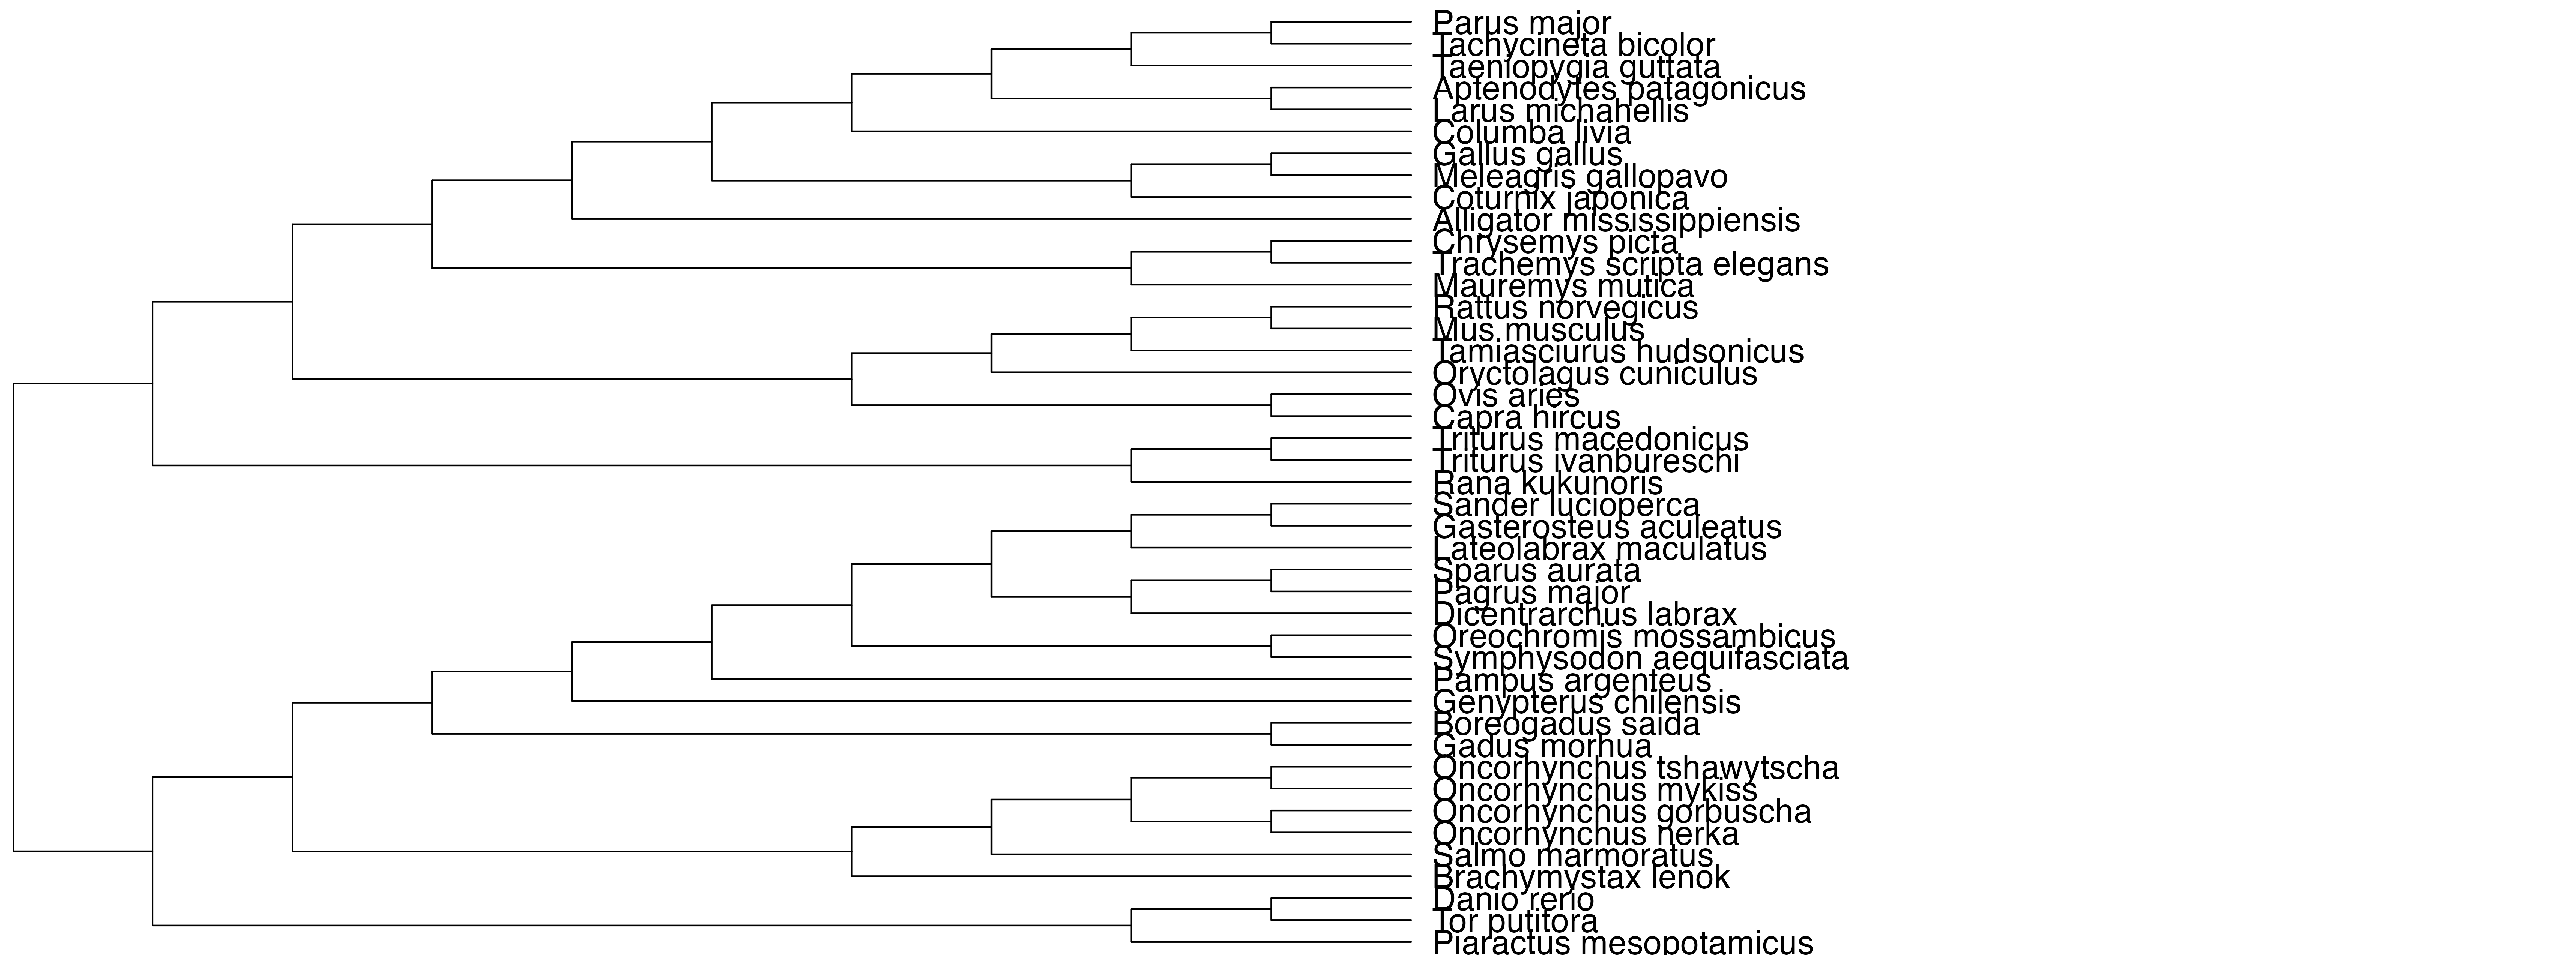 Parus major
Tachycineta bicolor
Taeniopygia guttata
Aptenodytes patagonicus
Larus michahellis
Columba livia
Gallus gallus
Meleagris gallopavo
Coturnix japonica
Alligator mississippiensis
Chrysemys picta
Trachemys scripta elegans
Mauremys mutica
Rattus norvegicus
Mus musculus
Tamiasciurus hudsonicus
Oryctolagus cuniculus
Ovis aries
Capra hircus
Triturus macedonicus
Triturus ivanbureschi
Rana kukunoris
Sander lucioperca
Gasterosteus aculeatus
Lateolabrax maculatus
Sparus aurata
Pagrus major
Dicentrarchus labrax
Oreochromis mossambicus
Symphysodon aequifasciata
Pampus argenteus
Genypterus chilensis
Boreogadus saida
Gadus morhua
Oncorhynchus tshawytscha
Oncorhynchus mykiss
Oncorhynchus gorbuscha
Oncorhynchus nerka
Salmo marmoratus
Brachymystax lenok
Danio rerio
Tor putitora
Piaractus mesopotamicus